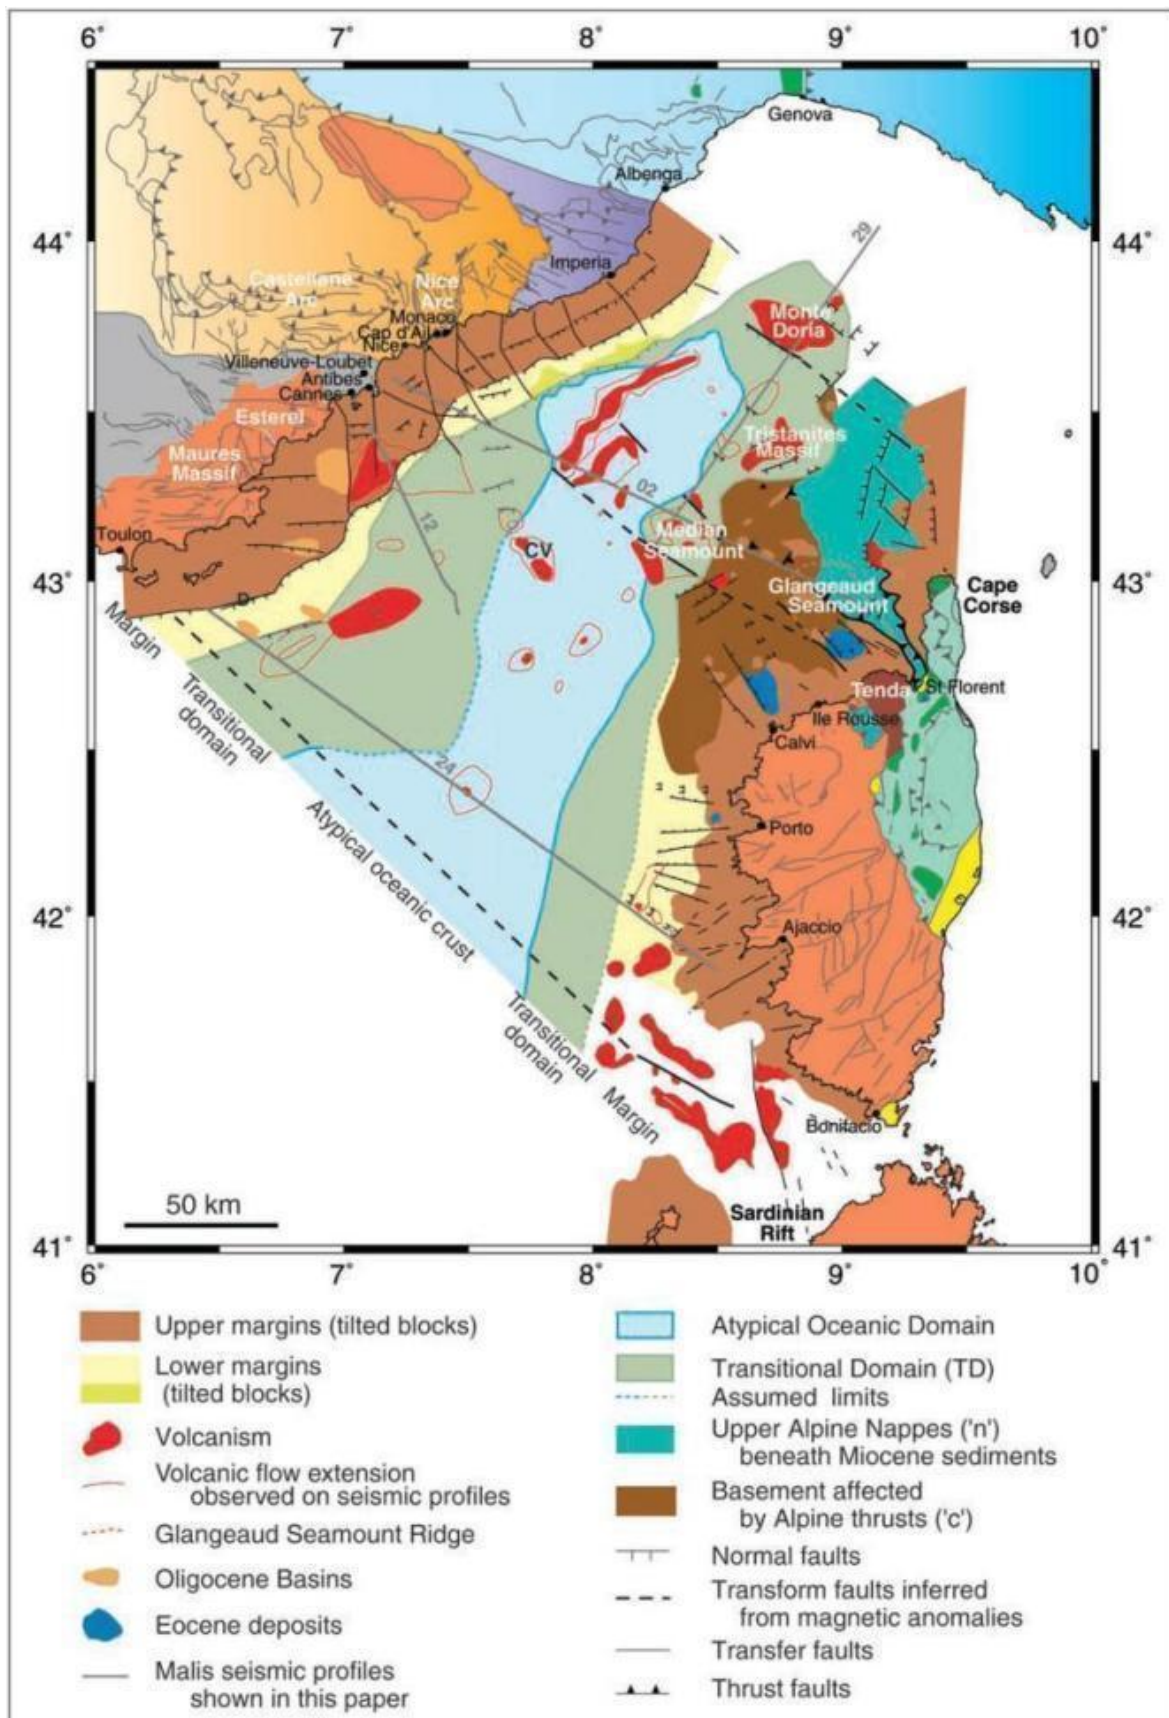 6° 7° 8° 9° 10°
Genova
Albenga
44° 44°
29
Imperia
Castellane
Arc
Nice
Arc
Monaco
Cap d'Ail
Nice
Monte
Doria
Villeneuve-Loubet
Antibes
Cannes
Esterel
Maures
Massif
Tristanites
Massif
02
12
Toulon
CV
Median
Seamount
43° 43°
Glangeaud
Seamount
Cape
Corse
D
Margin
Tenda
St Florent
Ile Rousse
Transitional
domain
Calvi
24
Atypical oceanic crust
Porto
42° 42°
Ajaccio
Transitional
domain
Margin
Bonifacio
50 km
Sardinian
Rift
41° 41°
6° 7° 8° 9° 10°
Upper margins (tilted blocks)
Lower margins
(tilted blocks)
Volcanism
Volcanic flow extension
observed on seismic profiles
Glangeaud Seamount Ridge
Oligocene Basins
Eocene deposits
Malis seismic profiles
shown in this paper
Atypical Oceanic Domain
Transitional Domain (TD)
Assumed limits
Upper Alpine Nappes ('n')
beneath Miocene sediments
Basement affected
by Alpine thrusts ('c')
Normal faults
Transform faults inferred
from magnetic anomalies
Transfer faults
Thrust faults